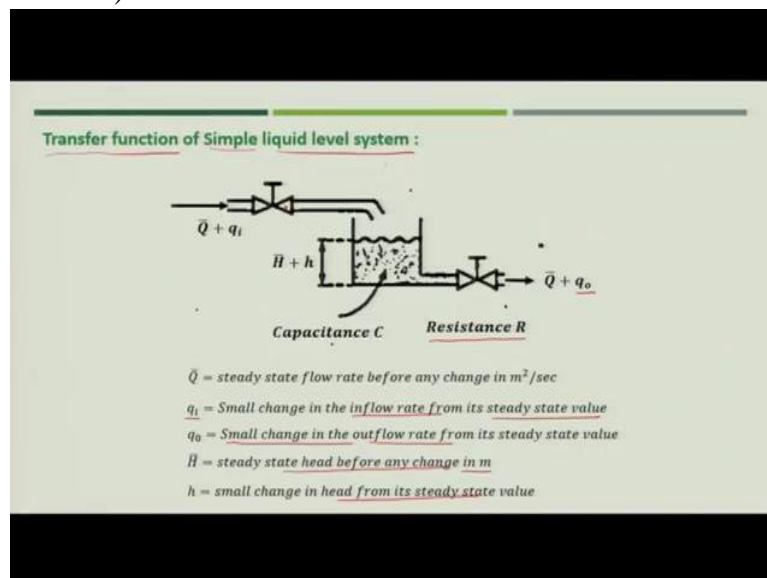 )
Transfer function of Simple liquid level system :
Q̄ + qᵢ
H̄ + h
Q̄ + qₒ
Capacitance C
Resistance R
Q̄ = steady state flow rate before any change in m²/sec
qᵢ = Small change in the inflow rate from its steady state value
q₀ = Small change in the outflow rate from its steady state value
H̄ = steady state head before any change in m
h = small change in head from its steady state value